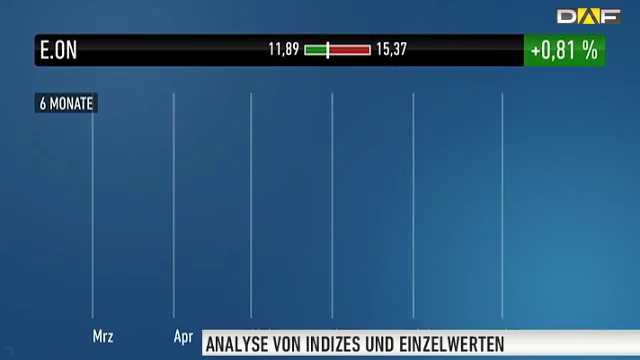 DAF
E.ON 11,89 15,37 +0,81 %
6 MONATE
Mrz Apr
ANALYSE VON INDIZES UND EINZELWERTEN